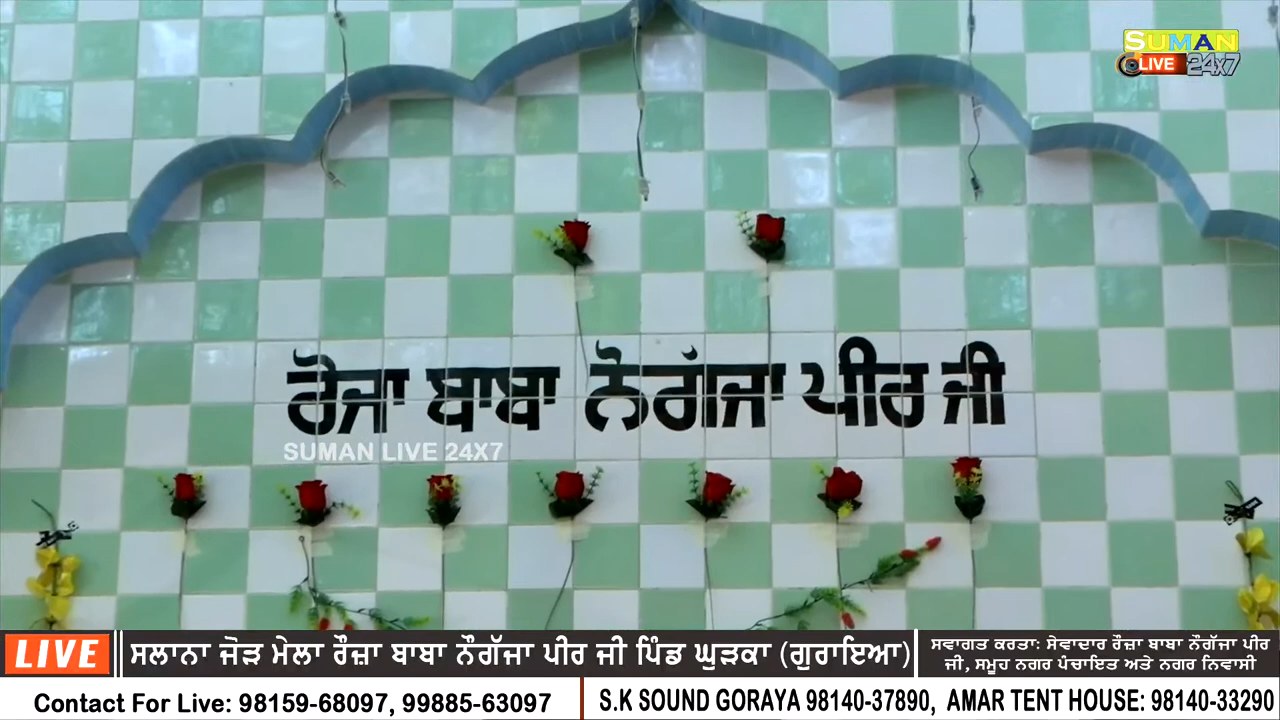 SUMAN
LIVE 24x7
ਰੋਜਾ ਬਾਬਾ ਨੌਗੱਜਾ ਪੀਰ ਜੀ
SUMAN LIVE 24X7
LIVE
ਸਲਾਨਾ ਜੋੜ ਮੇਲਾ ਰੌਜ਼ਾ ਬਾਬਾ ਨੌਗੱਜਾ ਪੀਰ ਜੀ ਪਿੰਡ ਘੁੜਕਾ (ਗੁਰਾਇਆ)
ਸਵਾਗਤ ਕਰਤਾ: ਸੇਵਾਦਾਰ ਰੌਜ਼ਾ ਬਾਬਾ ਨੌਗੱਜਾ ਪੀਰ
ਜੀ, ਸਮੂਹ ਨਗਰ ਪੰਚਾਇਤ ਅਤੇ ਨਗਰ ਨਿਵਾਸੀ
Contact For Live: 98159-68097, 99885-63097
S.K SOUND GORAYA 98140-37890, AMAR TENT HOUSE: 98140-33290